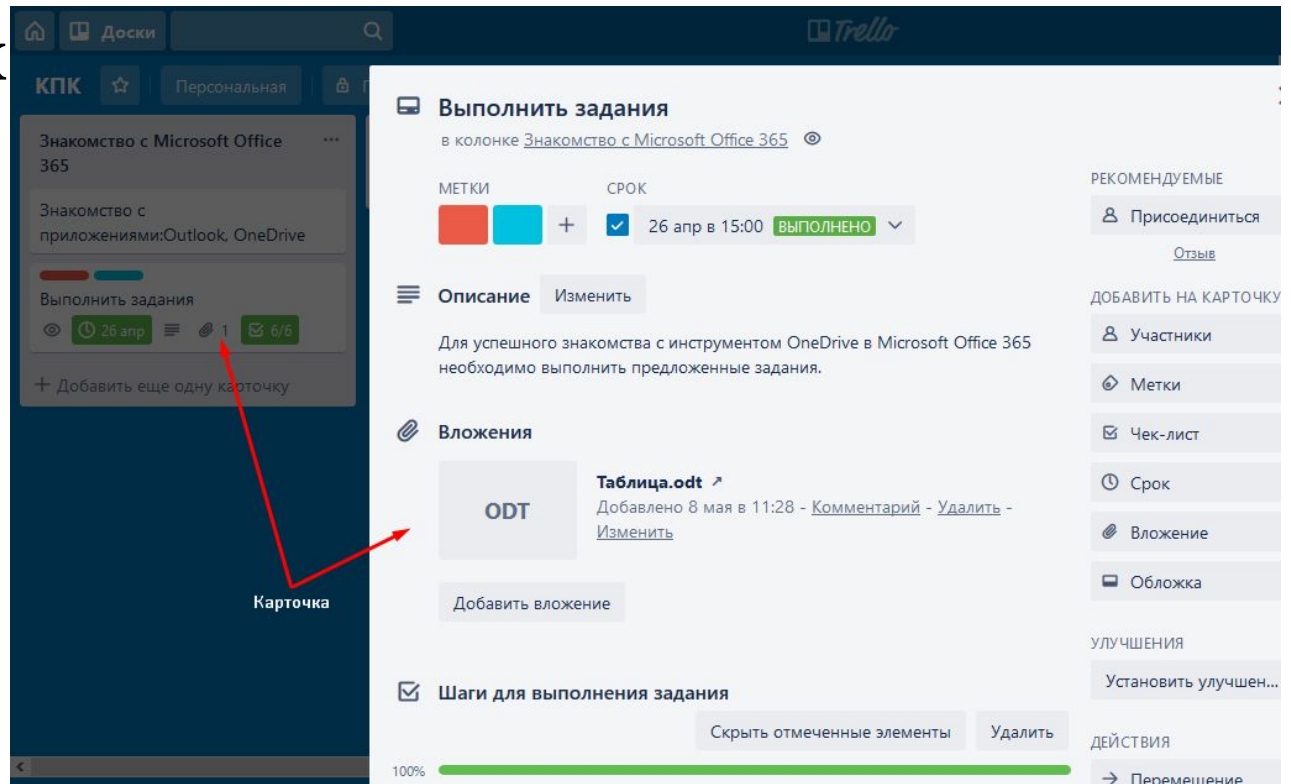 Доски
Trello
КПК
Персональная
Знакомство с Microsoft Office
365
Знакомство с
приложениями:Outlook, OneDrive
Выполнить задания
26 апр
1
6/6
+ Добавить еще одну карточку
Карточка
Выполнить задания
в колонке Знакомство с Microsoft Office 365
МЕТКИ
СРОК
26 апр в 15:00 ВЫПОЛНЕНО
Описание
Изменить
Для успешного знакомства с инструментом OneDrive в Microsoft Office 365
необходимо выполнить предложенные задания.
Вложения
ODT
Таблица.odt
Добавлено 8 мая в 11:28 - Комментарий - Удалить -
Изменить
Добавить вложение
Шаги для выполнения задания
Скрыть отмеченные элементы
Удалить
100%
РЕКОМЕНДУЕМЫЕ
Присоединиться
Отзыв
ДОБАВИТЬ НА КАРТОЧКУ
Участники
Метки
Чек-лист
Срок
Вложение
Обложка
УЛУЧШЕНИЯ
Установить улучшен...
ДЕЙСТВИЯ
Перемещение